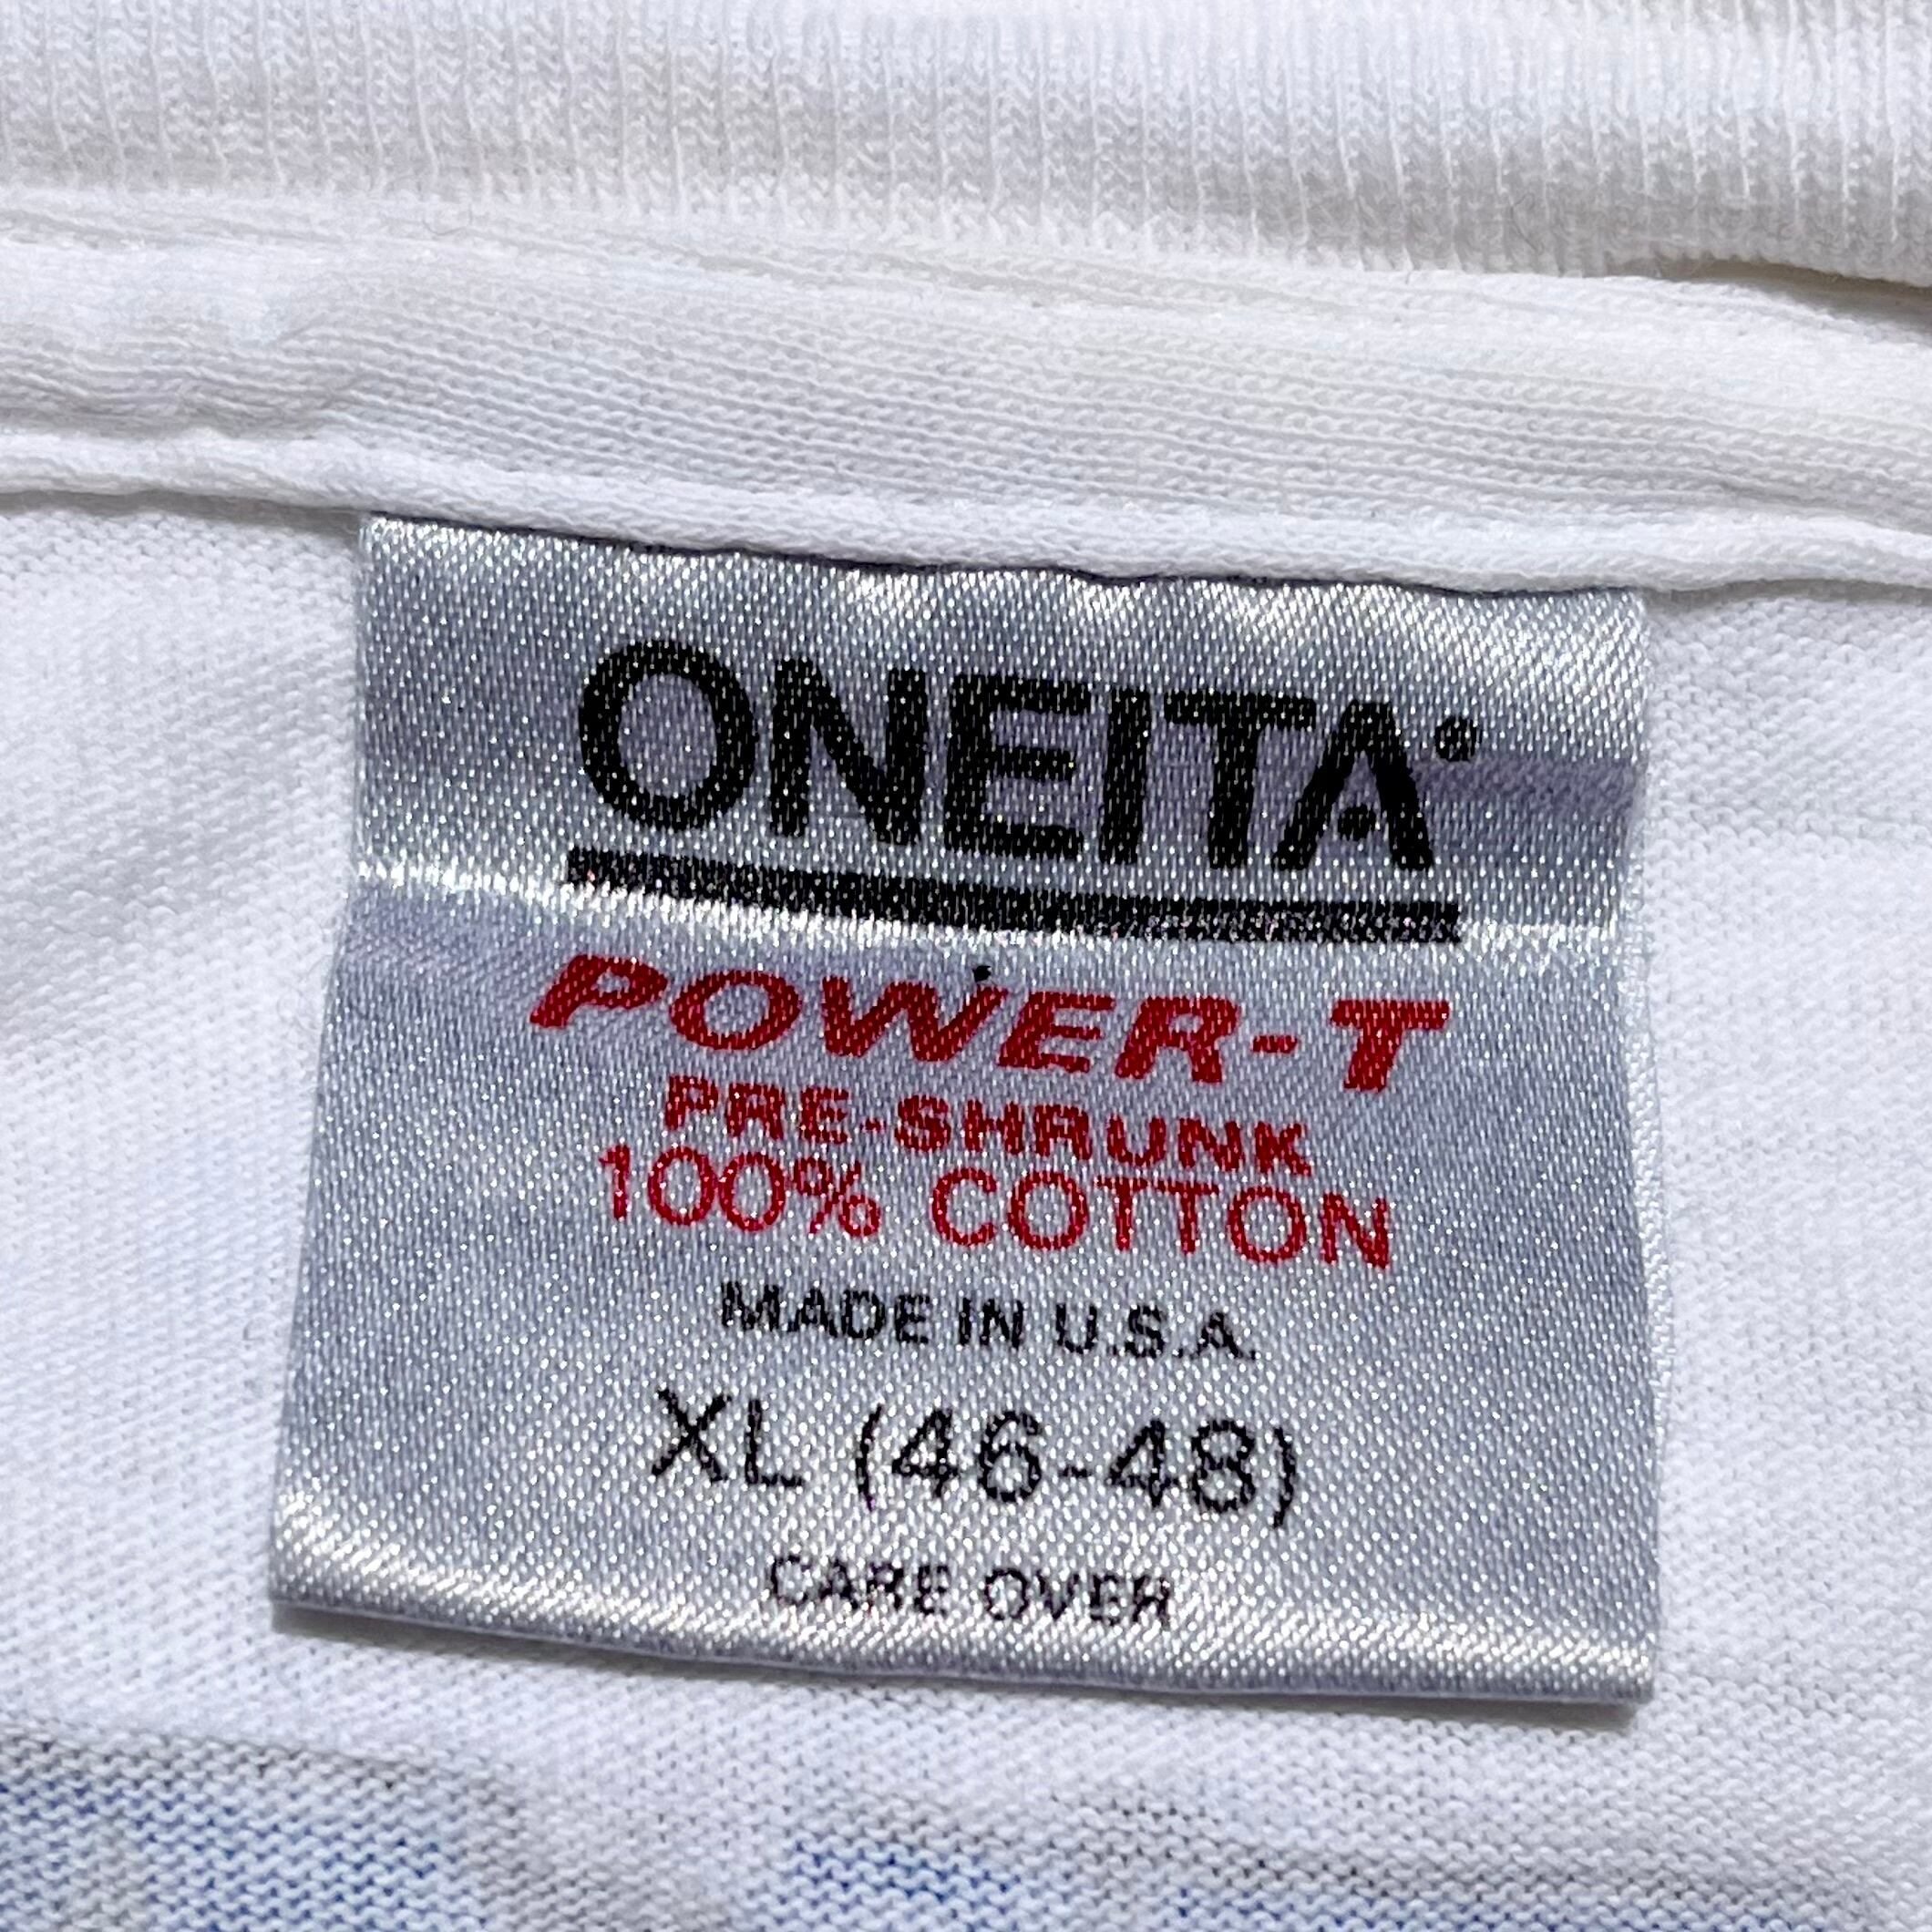 ONEITA®
POWER-T
PRE-SHRUNK
100% COTTON
MADE IN U.S.A.
XL (46-48)
CARE OVER